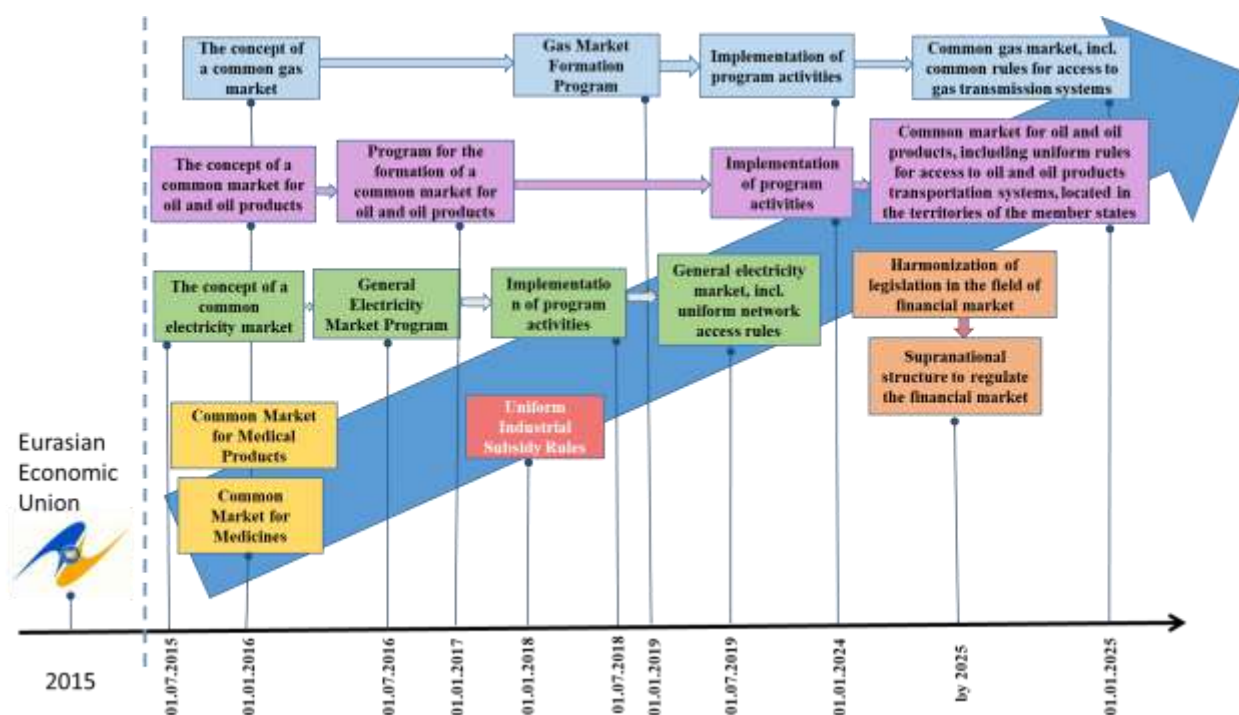 The concept of
a common gas
market
Gas Market
Formation
Program
Implementation of
program activities
Common gas market, incl.
common rules for access to
gas transmission systems
The concept of a
common market for
oil and oil products
Program for the
formation of a
common market for
oil and oil products
Implementation
of program
activities
Common market for oil and oil
products, including uniform rules
for access to oil and oil products
transportation systems, located in
the territories of the member states
The concept of a
common
electricity market
General
Electricity
Market Program
Implementatio
n of program
activities
General electricity
market, incl.
uniform network
access rules
Harmonization of
legislation in the field of
financial market
Supranational
structure to regulate
the financial market
Common Market
for Medical
Products
Uniform
Industrial
Subsidy Rules
Common
Market for
Medicines
Eurasian
Economic
Union
2015
01.07.2015
01.01.2016
01.07.2016
01.01.2017
01.01.2018
01.07.2018
01.01.2019
01.07.2019
01.01.2024
by 2025
01.01.2025